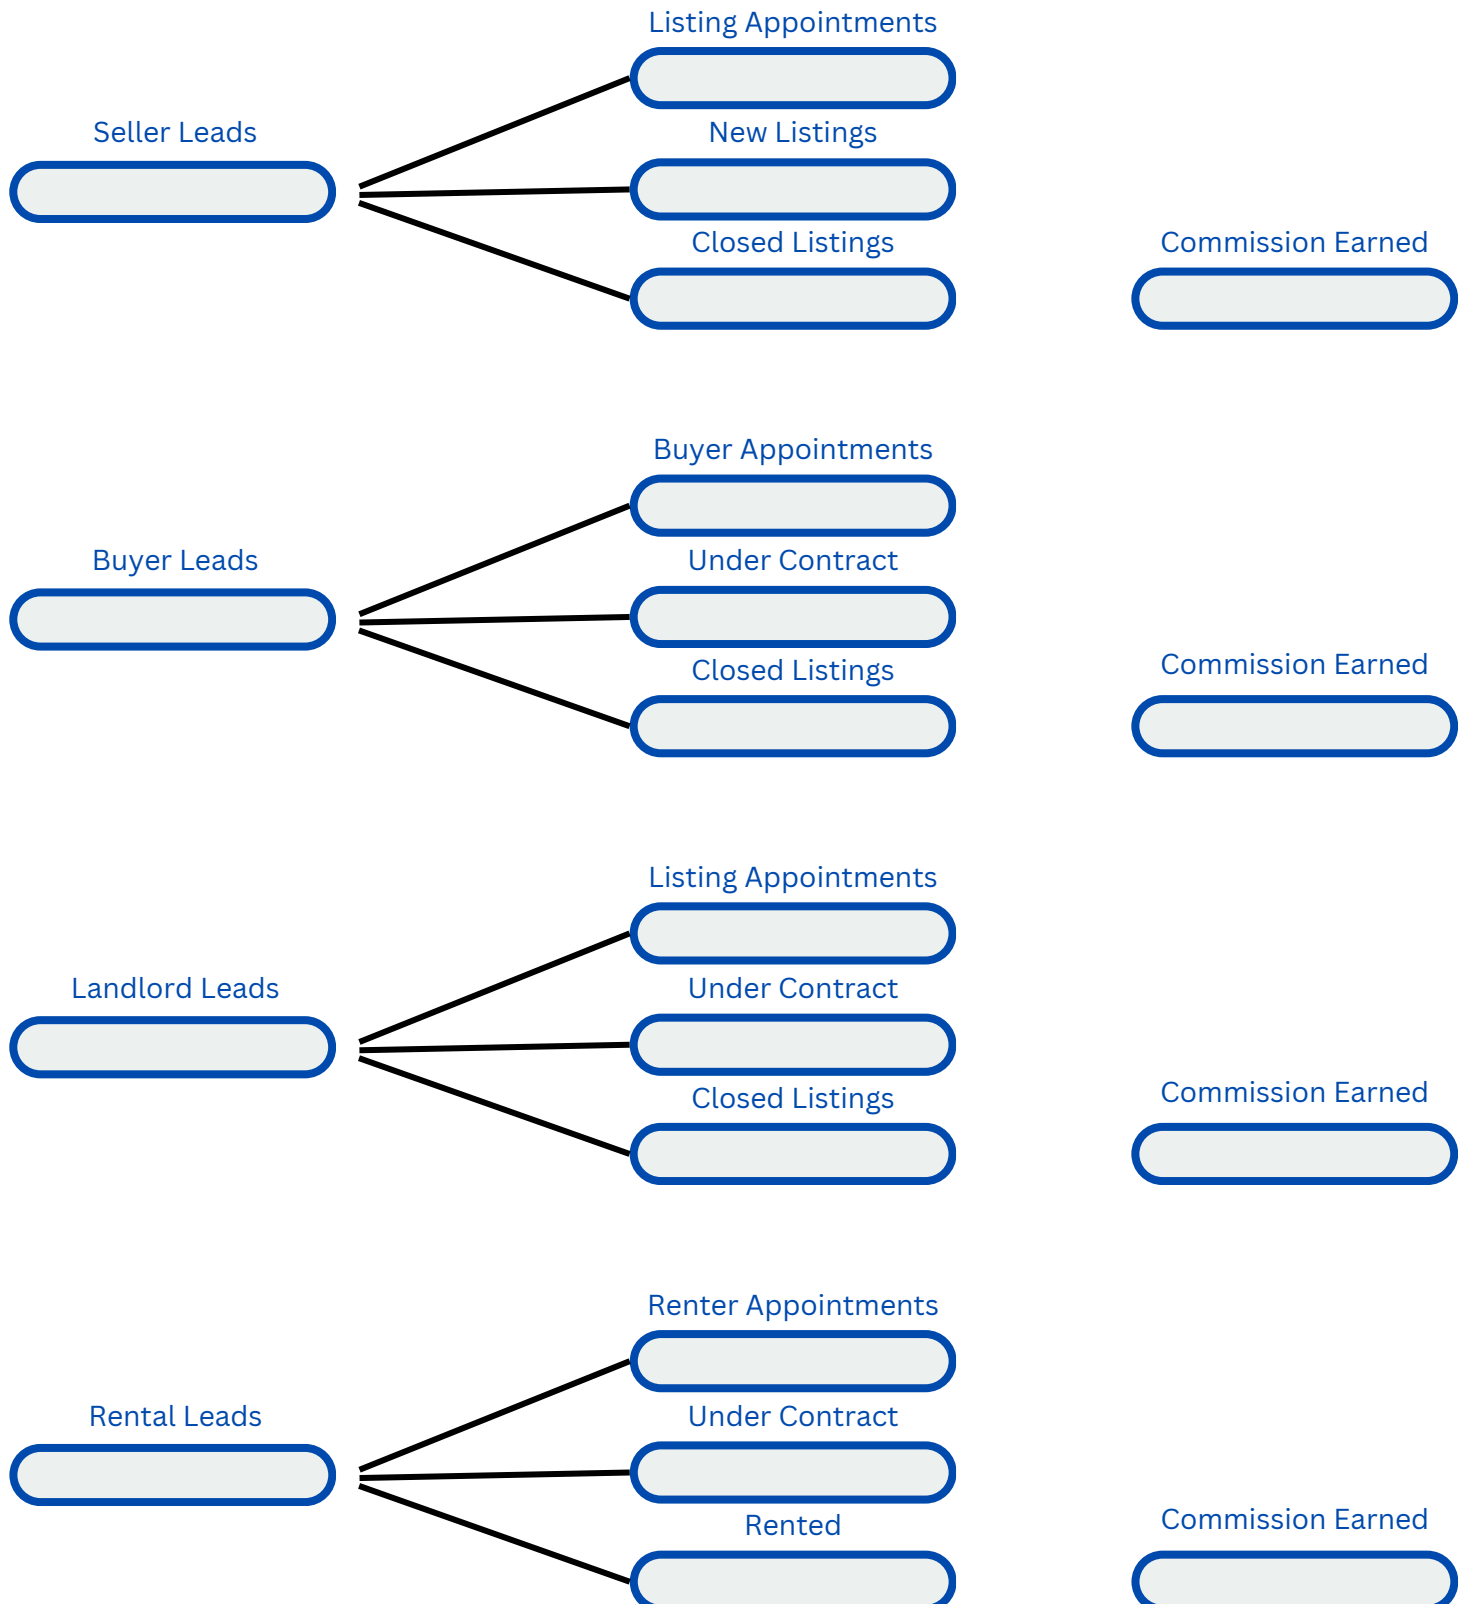 Listing Appointments
Seller Leads
New Listings
Closed Listings
Commission Earned
Buyer Appointments
Buyer Leads
Under Contract
Closed Listings
Commission Earned
Listing Appointments
Landlord Leads
Under Contract
Closed Listings
Commission Earned
Renter Appointments
Rental Leads
Under Contract
Rented
Commission Earned